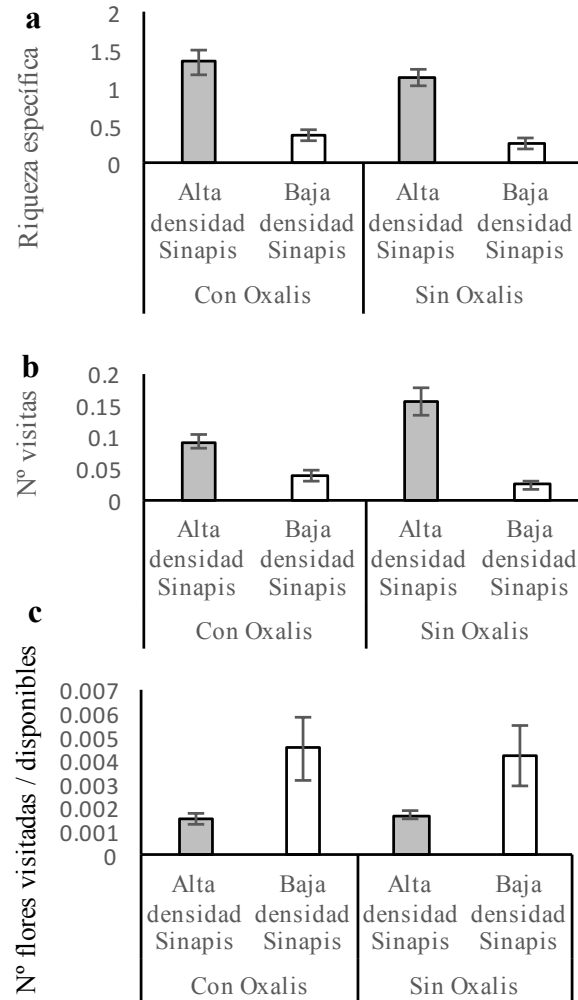 a
Riqueza específica
2
1.5
1
0.5
0
Alta densidad Sinapis
Baja densidad Sinapis
Alta densidad Sinapis
Baja densidad Sinapis
Con Oxalis
Sin Oxalis
b
Nº visitas
0.2
0.15
0.1
0.05
0
Alta densidad Sinapis
Baja densidad Sinapis
Alta densidad Sinapis
Baja densidad Sinapis
Con Oxalis
Sin Oxalis
c
Nº flores visitadas / disponibles
0.007
0.006
0.005
0.004
0.003
0.002
0.001
0
Alta densidad Sinapis
Baja densidad Sinapis
Alta densidad Sinapis
Baja densidad Sinapis
Con Oxalis
Sin Oxalis